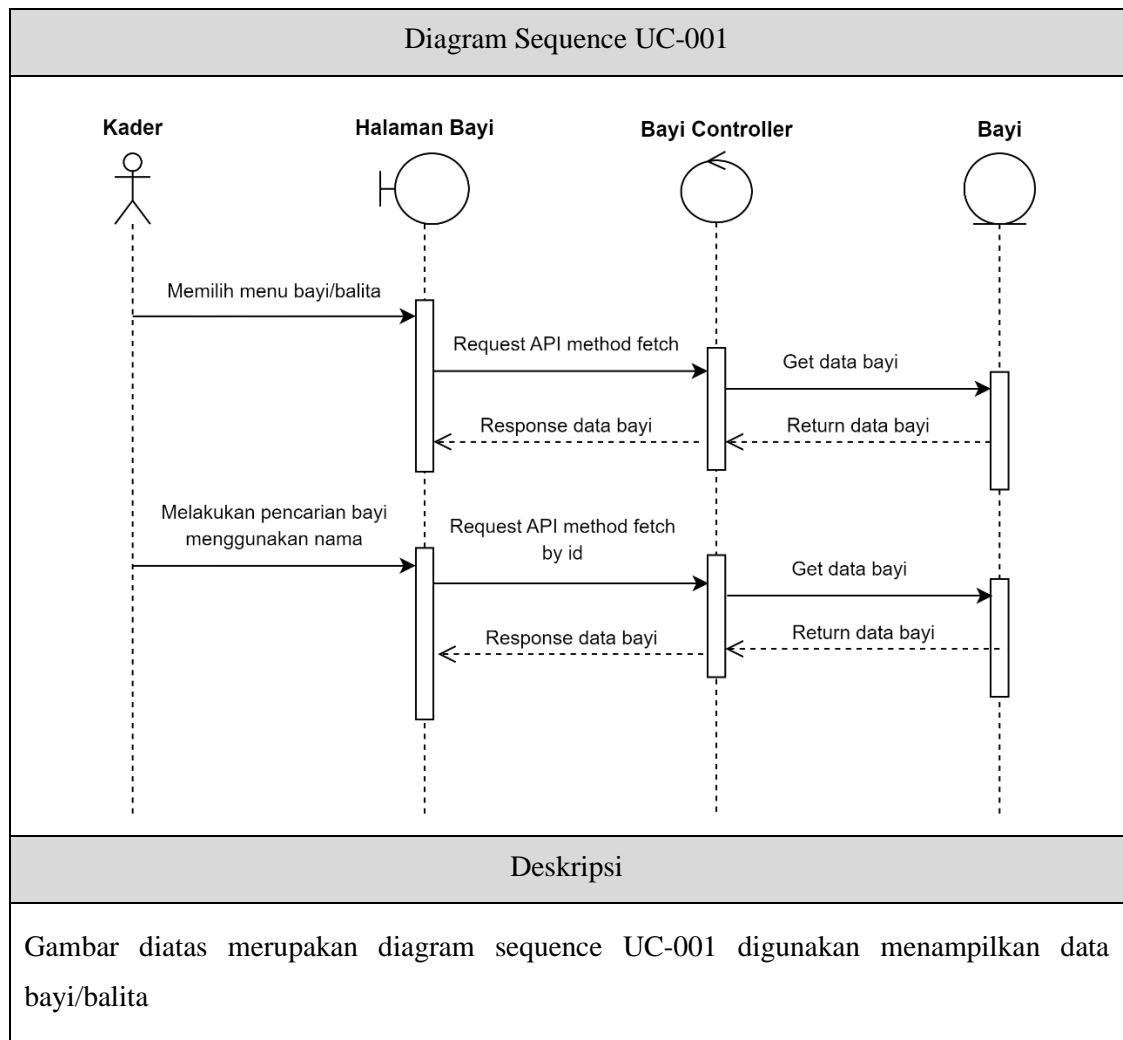 Diagram Sequence UC-001
Kader
Halaman Bayi
Bayi Controller
Bayi
Memilih menu bayi/balita
Request API method fetch
Get data bayi
Response data bayi
Return data bayi
Melakukan pencarian bayi
menggunakan nama
Request API method fetch
by id
Get data bayi
Response data bayi
Return data bayi
Deskripsi
Gambar diatas merupakan diagram sequence UC-001 digunakan menampilkan data
bayi/balita